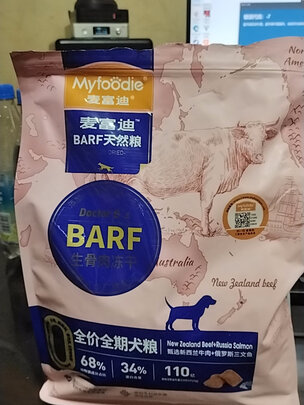 Myfoodie
麦富迪
麦富迪
BARF天然粮
DRIED
BARF
生骨肉冻干
Australia
New Zealand beef
New Zealand Beef+Russia Salmon
甄选新西兰牛肉+俄罗斯三文鱼
全价全期犬粮
68%
34%
110